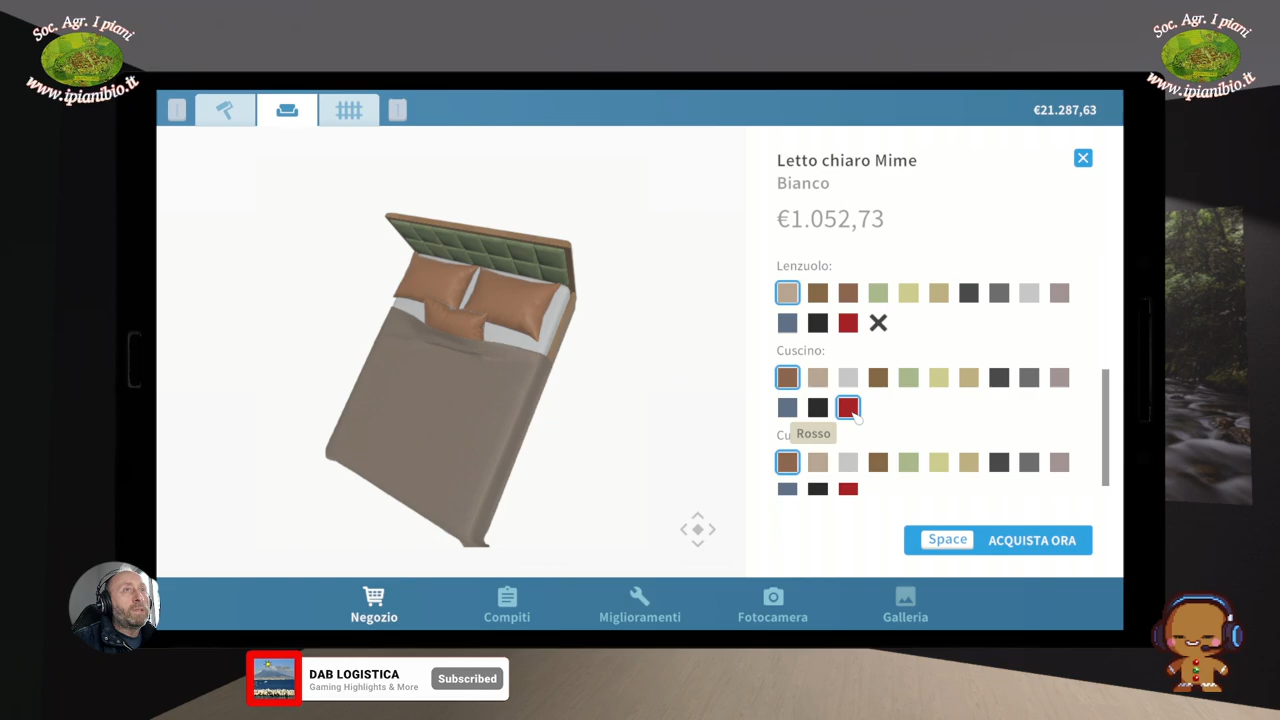 Soc. Agr. I piani
www.ipianibio.it
Soc. Agr. I piani
www.ipianibio.it
€21.287,63
Letto chiaro Mime
Bianco
€1.052,73
Lenzuolo:
Cuscino:
Cu
Rosso
Space ACQUISTA ORA
Negozio
Compiti
Miglioramenti
Fotocamera
Galleria
DAB LOGISTICA
Gaming Highlights & More
Subscribed